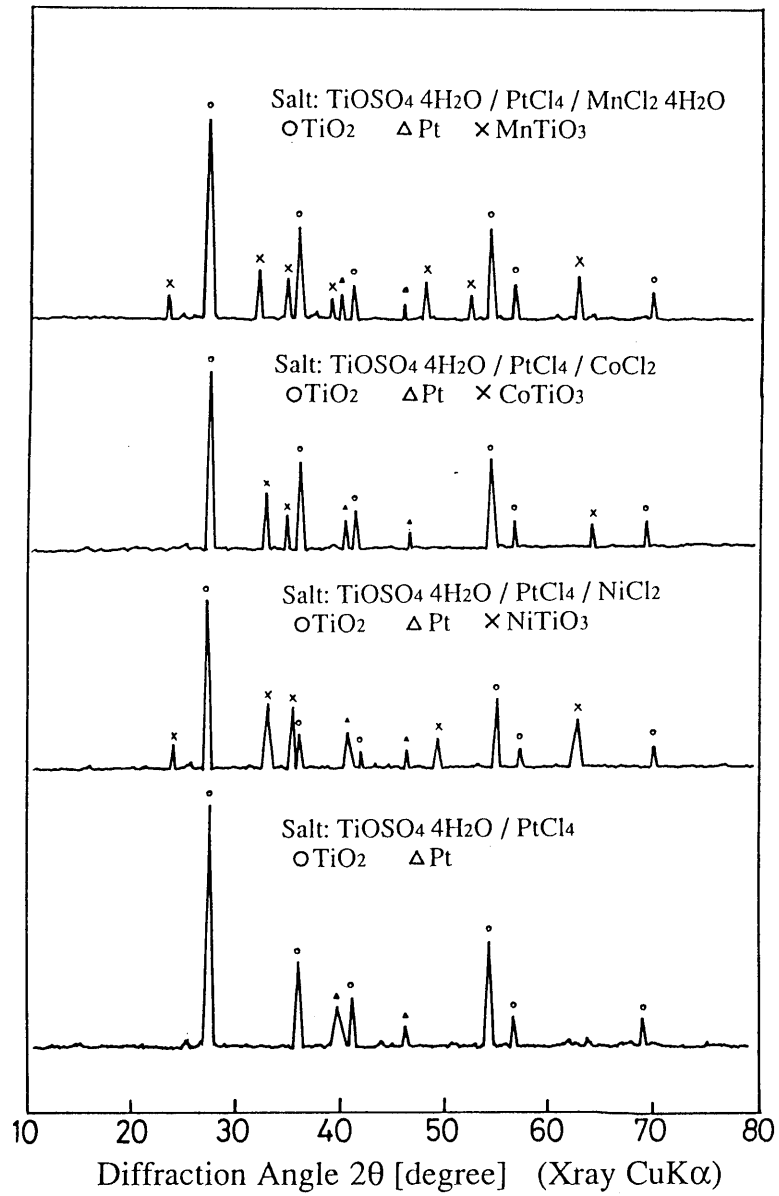 Salt: TiOSO4 4H2O / PtCl4 / MnCl2 4H2O
○TiO2 △Pt ×MnTiO3
Salt: TiOSO4 4H2O / PtCl4 / CoCl2
○TiO2 △Pt ×CoTiO3
Salt: TiOSO4 4H2O / PtCl4 / NiCl2
○TiO2 △Pt ×NiTiO3
Salt: TiOSO4 4H2O / PtCl4
○TiO2 △Pt
10 20 30 40 50 60 70 80
Diffraction Angle 2θ [degree] (Xray CuKα)